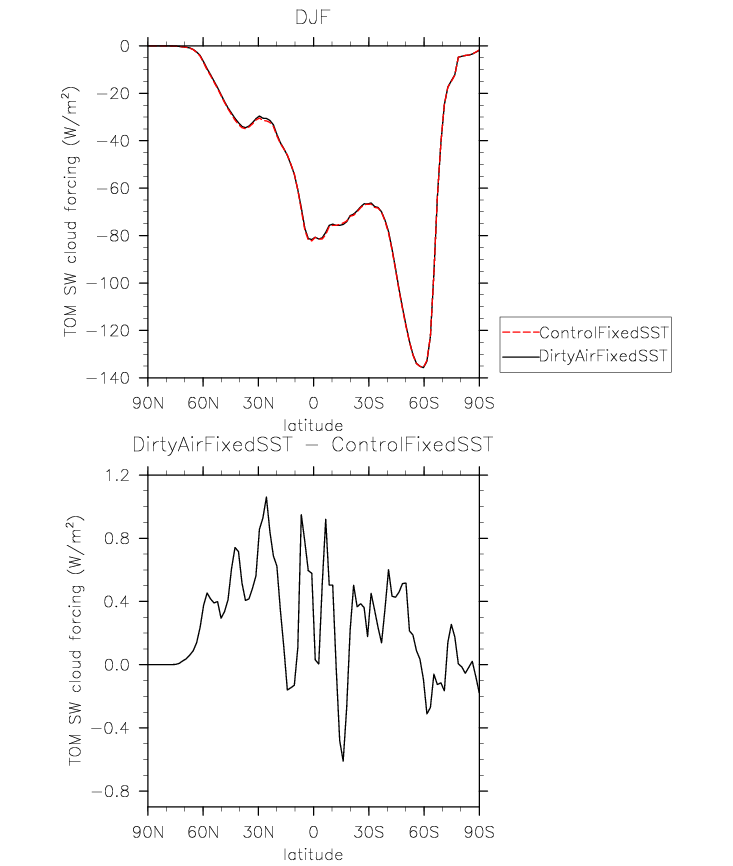 DJF
TOM SW cloud forcing (W/m²)
0
−20
−40
−60
−80
−100
−120
−140
90N 60N 30N 0 30S 60S 90S
latitude
ControlFixedSST
DirtyAirFixedSST
DirtyAirFixedSST − ControlFixedSST
TOM SW cloud forcing (W/m²)
1.2
0.8
0.4
0.0
−0.4
−0.8
90N 60N 30N 0 30S 60S 90S
latitude